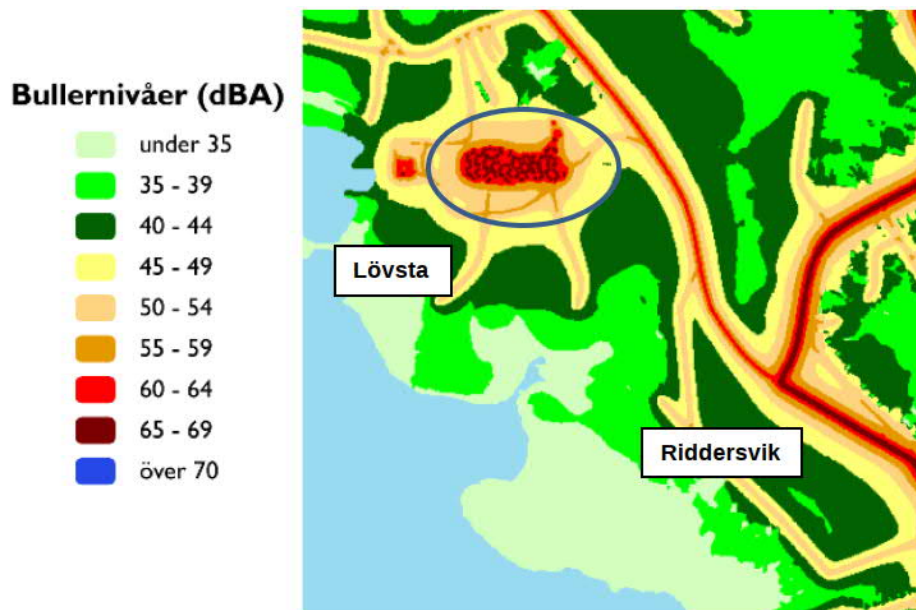 Bullernivåer (dBA)
under 35
35 - 39
40 - 44
45 - 49
50 - 54
55 - 59
60 - 64
65 - 69
över 70
Lövsta
Riddersvik